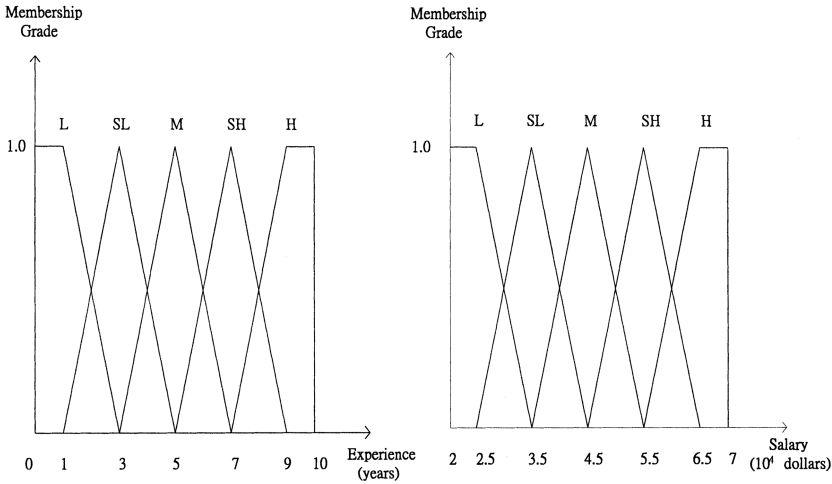 Membership
Grade
L SL M SH H
1.0
0 1 3 5 7 9 10
Experience
(years)
Membership
Grade
L SL M SH H
1.0
2 2.5 3.5 4.5 5.5 6.5 7
Salary
(10⁴ dollars)